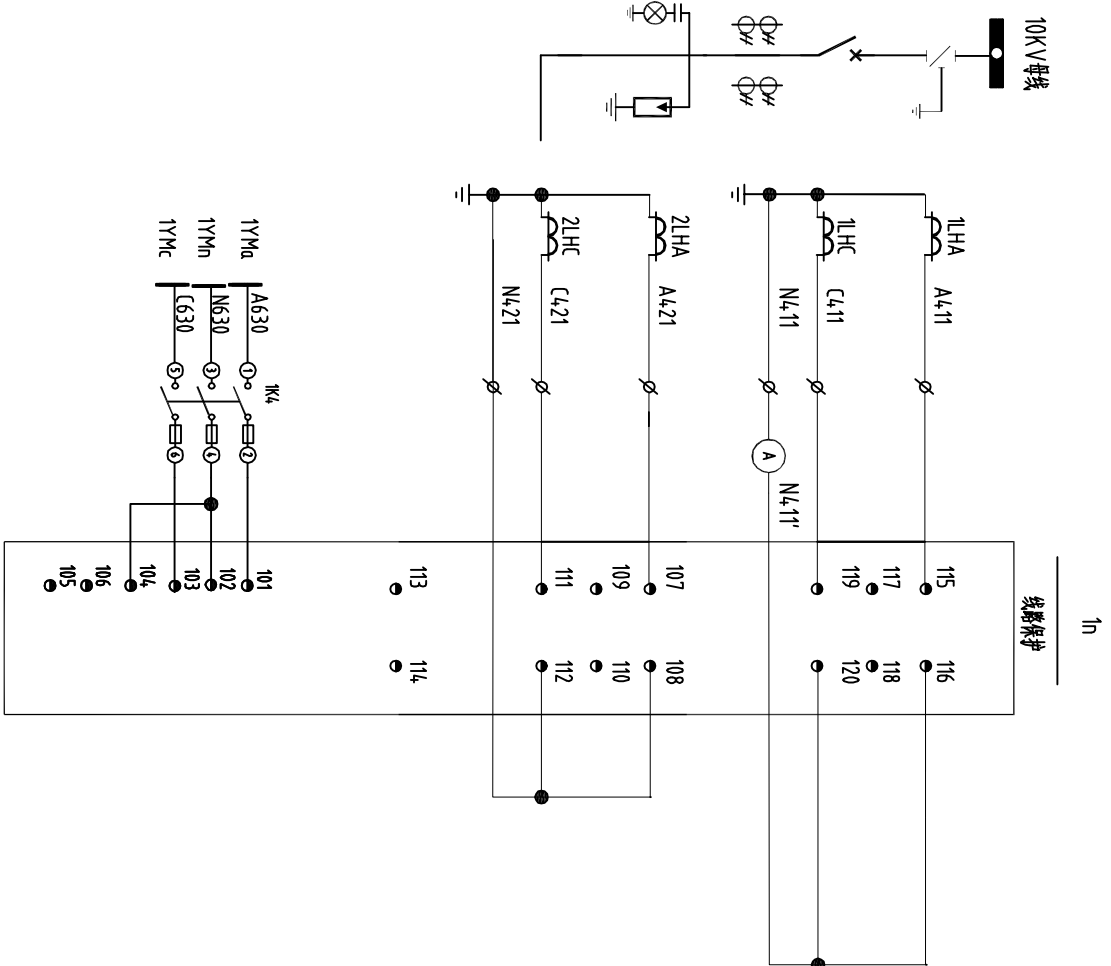 10KV母线
1LHA
A411
1LHC
C411
N411
A
N411'
2LHA
A421
2LHC
C421
N421
1YMa
A630
1YMn
N630
1YMc
C630
1K4
1
3
5
2
4
6
1n
线路保护
115
116
117
118
119
120
107
108
109
110
111
112
113
114
101
102
103
104
106
105